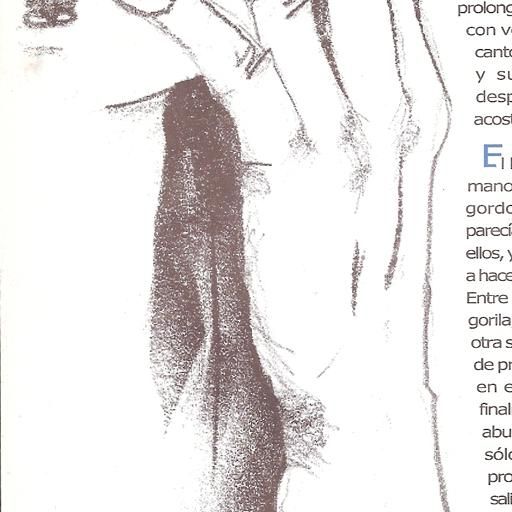 prolong
con v
canto
y su
desp
acost
El
mano
gordo
parecí
ellos, y
a hace
Entre
gorila
otra s
de pr
en e
final
abu
sólo
pro
sali